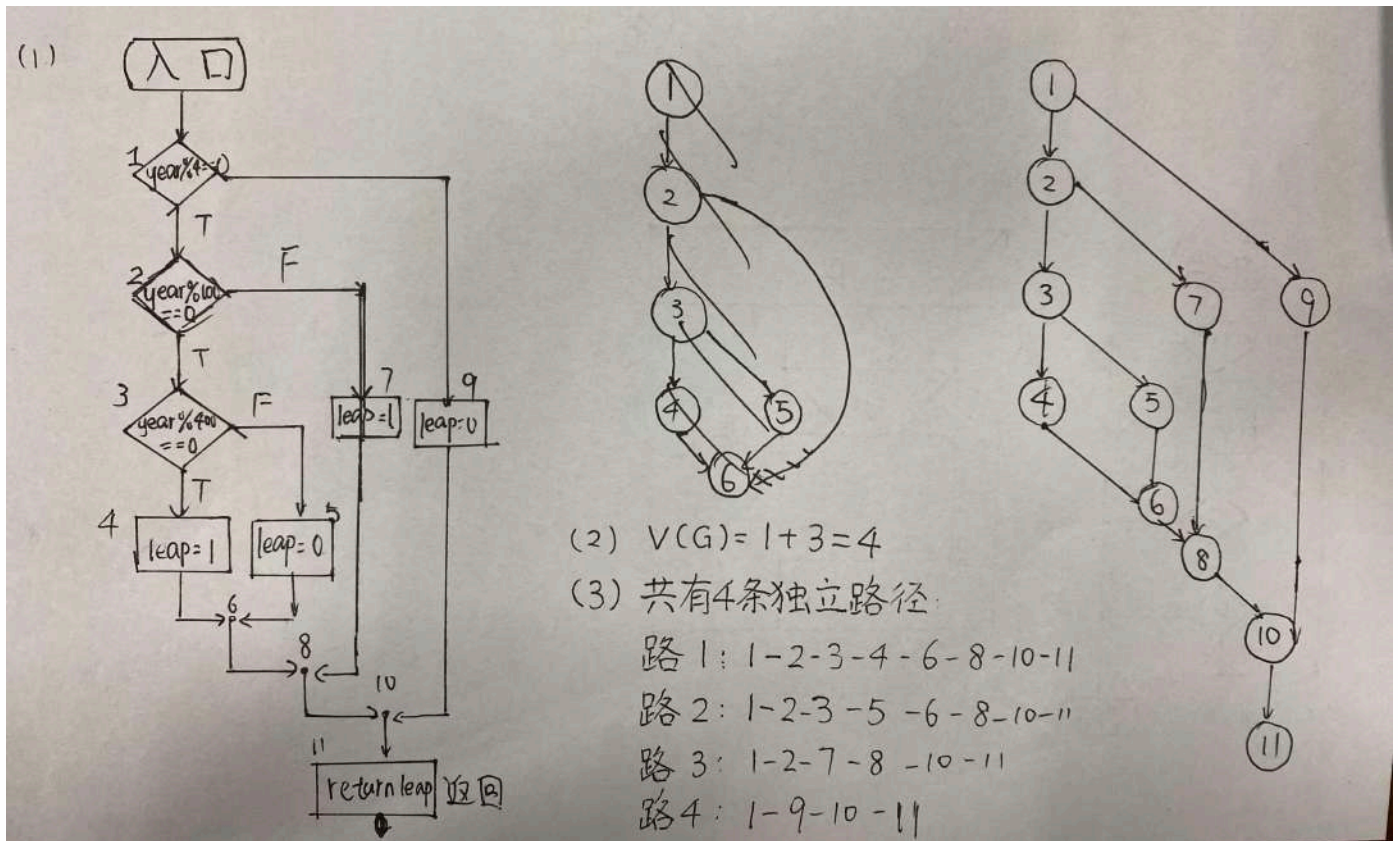 (1)
入 口
1
year%4==0
T
2
year%100
==0
F
T
3
year%400
==0
F
T
4
leap=1
5
leap=0
7
leap=1
9
leap=0
6
8
10
11
return leap 返回
1
2
3
4
5
6
1
2
3
7
9
4
5
6
8
10
11
(2) V(G)=1+3=4
(3) 共有4条独立路径:
路1: 1-2-3-4-6-8-10-11
路2: 1-2-3-5-6-8-10-11
路3: 1-2-7-8-10-11
路4: 1-9-10-11